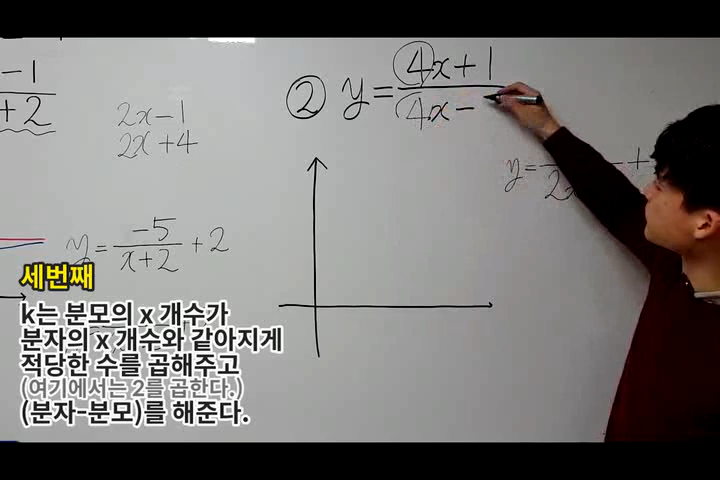 -1
+2
2x-1
2x+4
② y=
4x+1
4x-
y=
2x
+
y= -5
x+2 +2
세번째
k는 분모의 x 개수가
분자의 x 개수와 같아지게
적당한 수를 곱해주고
(여기에서는 2를 곱한다.)
(분자-분모)를 해준다.